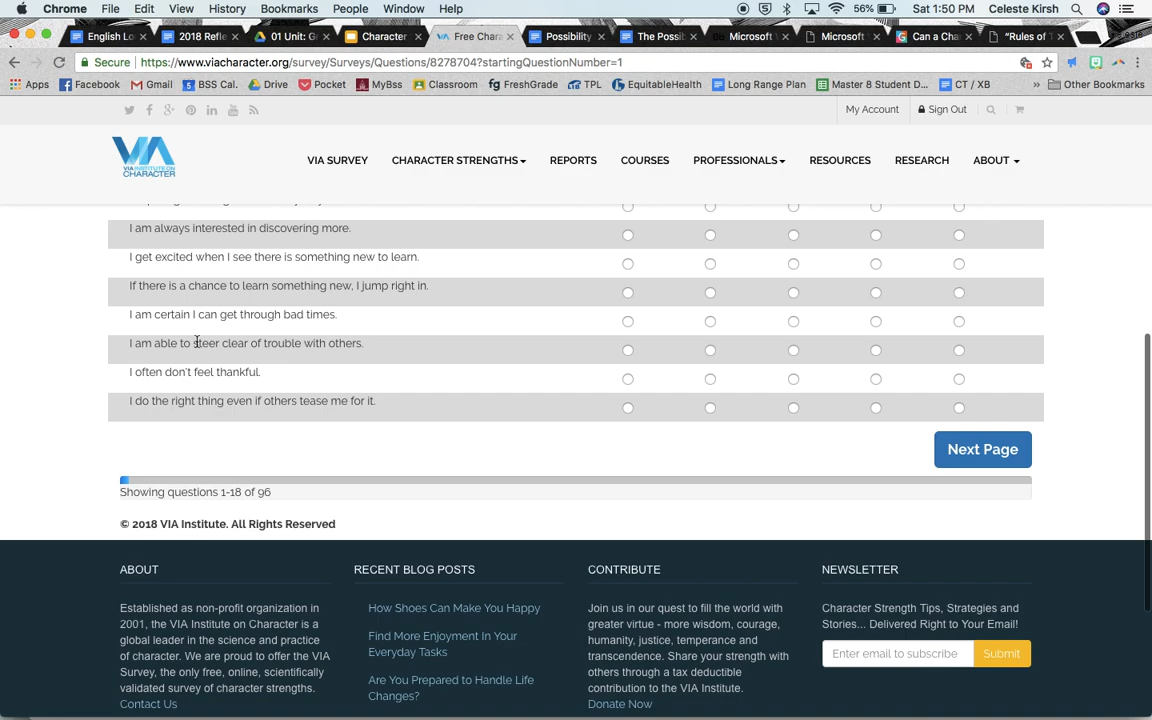 Chrome File Edit View History Bookmarks People Window Help 56% Sat 1:50 PM Celeste Kirsh
English Lo 2018 Refle 01 Unit: G Character Free Chara Possibility The Possib Microsoft Microsoft Can a Cha "Rules of
Secure https://www.viacharacter.org/survey/Surveys/Questions/8278704?startingQuestionNumber=1
Apps Facebook Gmail BSS Cal. Drive Pocket MyBss Classroom FreshGrade TPL EquitableHealth Long Range Plan Master 8 Student D... CT / XB » Other Bookmarks
My Account Sign Out
VIA INSTITUTE ON CHARACTER
VIA SURVEY CHARACTER STRENGTHS REPORTS COURSES PROFESSIONALS RESOURCES RESEARCH ABOUT
I am always interested in discovering more.
I get excited when I see there is something new to learn.
If there is a chance to learn something new, I jump right in.
I am certain I can get through bad times.
I am able to steer clear of trouble with others.
I often don't feel thankful.
I do the right thing even if others tease me for it.
Next Page
Showing questions 1-18 of 96
© 2018 VIA Institute. All Rights Reserved
ABOUT
Established as non-profit organization in
2001, the VIA Institute on Character is a
global leader in the science and practice
of character. We are proud to offer the VIA
Survey, the only free, online, scientifically
validated survey of character strengths.
Contact Us
RECENT BLOG POSTS
How Shoes Can Make You Happy
Find More Enjoyment In Your
Everyday Tasks
Are You Prepared to Handle Life
Changes?
CONTRIBUTE
Join us in our quest to fill the world with
greater virtue - more wisdom, courage,
humanity, justice, temperance and
transcendence. Share your strength with
others through a tax deductible
contribution to the VIA Institute.
Donate Now
NEWSLETTER
Character Strength Tips, Strategies and
Stories... Delivered Right to Your Email!
Enter email to subscribe Submit